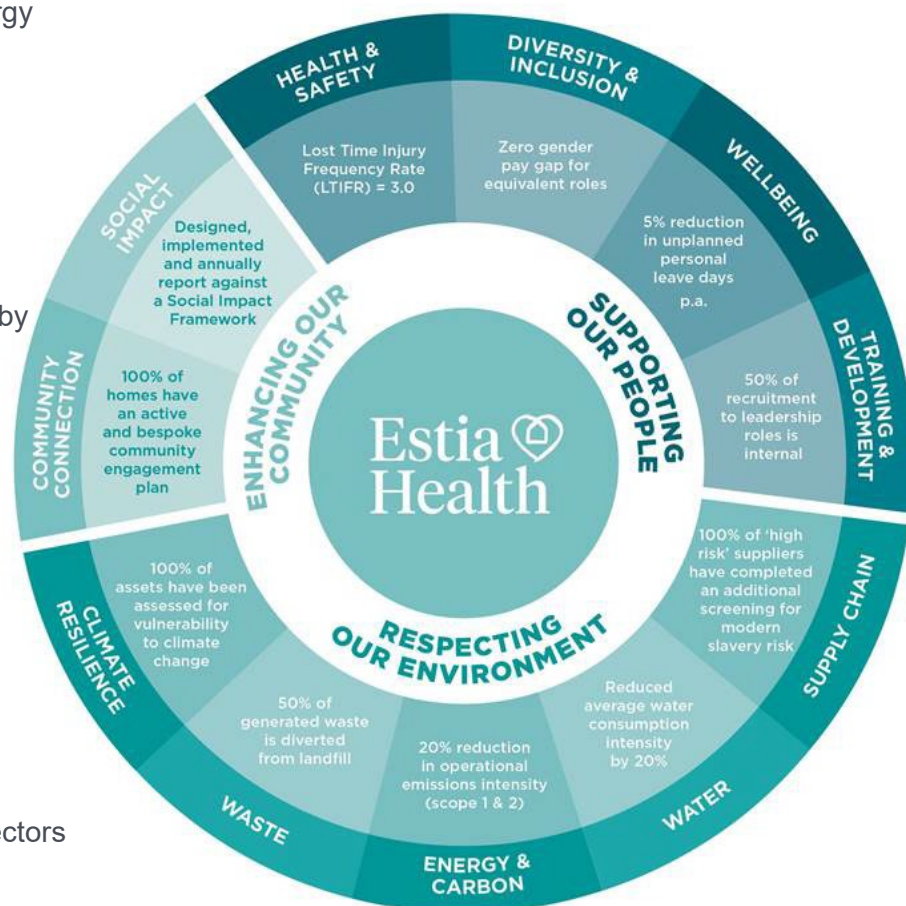 rgy
by
ectors
HEALTH &
SAFETY
Lost Time Injury
Frequency Rate
(LTIFR) = 3.0
DIVERSITY &
INCLUSION
Zero gender
pay gap for
equivalent roles
WELLBEING
5% reduction
in unplanned
personal
leave days
p.a.
TRAINING &
DEVELOPMENT
50% of
recruitment
to leadership
roles is
internal
SUPPORTING
OUR PEOPLE
SUPPLY CHAIN
100% of ‘high
risk’ suppliers
have completed
an additional
screening for
modern
slavery risk
WATER
Reduced
average water
consumption
intensity
by 20%
ENERGY &
CARBON
20% reduction
in operational
emissions intensity
(scope 1 & 2)
WASTE
50% of
generated waste
is diverted
from landfill
CLIMATE
RESILIENCE
100% of
assets have been
assessed for
vulnerability
to climate
change
RESPECTING
OUR ENVIRONMENT
COMMUNITY
CONNECTION
100% of
homes have
an active
and bespoke
community
engagement
plan
SOCIAL
IMPACT
Designed,
implemented
and annually
report against
a Social Impact
Framework
ENHANCING OUR
COMMUNITY
Estia
Health